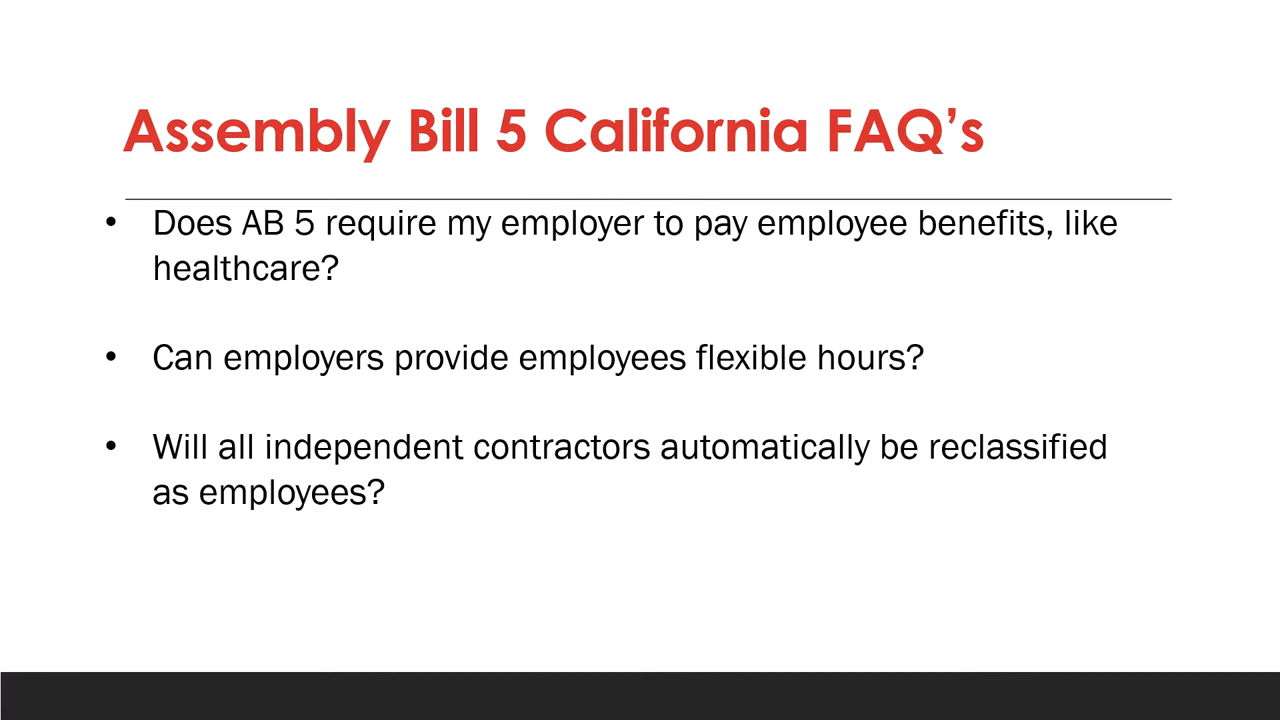 Assembly Bill 5 California FAQ’s
• Does AB 5 require my employer to pay employee benefits, like
healthcare?
• Can employers provide employees flexible hours?
• Will all independent contractors automatically be reclassified
as employees?